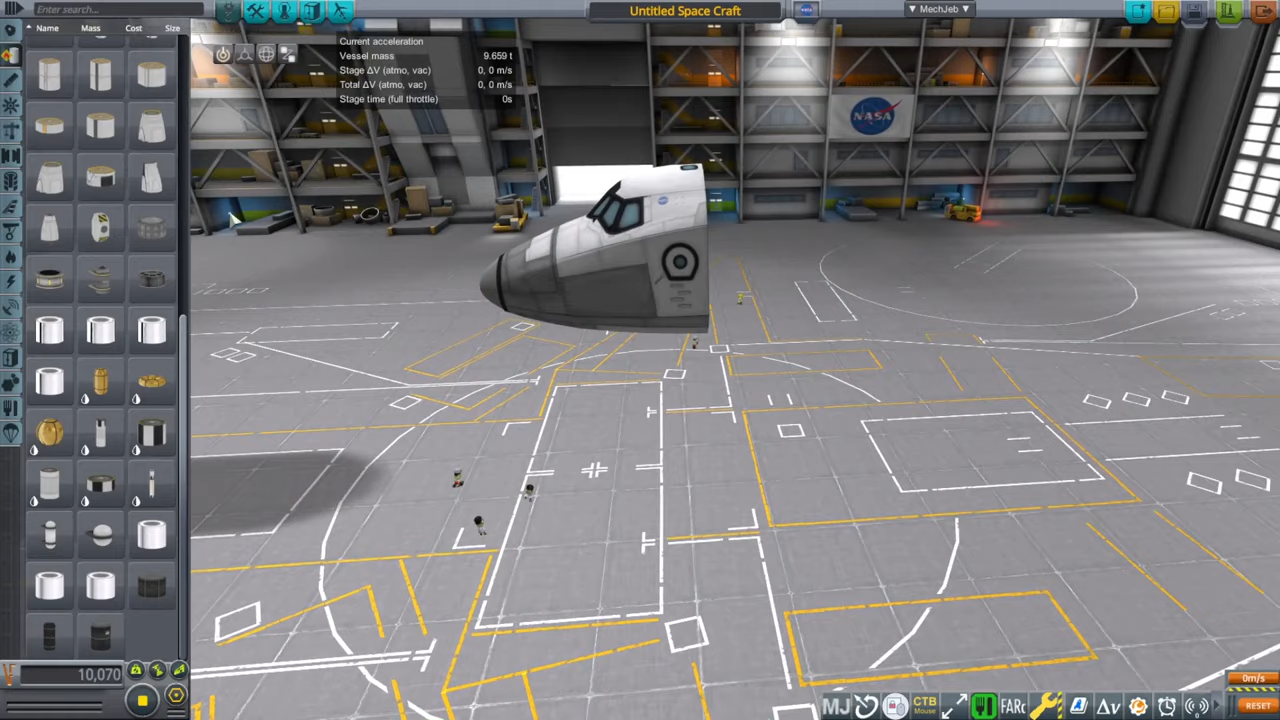 Enter search...
Untitled Space Craft
▼ MechJeb ▼
Name Mass Cost Size
Current acceleration
Vessel mass 9.659 t
Stage ΔV (atmo, vac) 0, 0 m/s
Total ΔV (atmo, vac) 0, 0 m/s
Stage time (full throttle) 0s
NASA
10,070
0m/s
MJ
CTB
Mouse
FAR
Δv
RESET